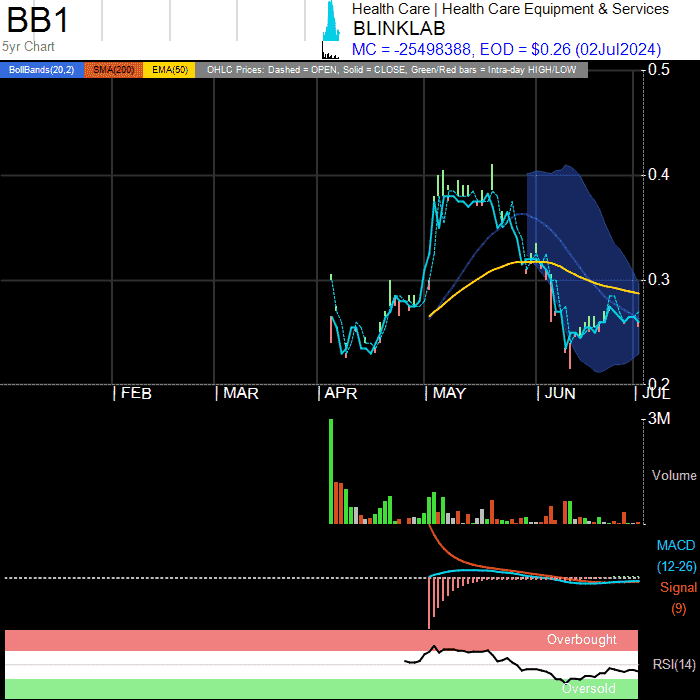 BB1
Health Care | Health Care Equipment & Services
BLINKLAB
5yr Chart
MC = -25498388, EOD = $0.26 (02Jul2024)
BollBands(20,2) SMA(200) EMA(50) OHLC Prices: Dashed = OPEN, Solid = CLOSE, Green/Red bars = Intra-day HIGH/LOW
0.5
0.4
0.3
0.2
FEB MAR APR MAY JUN JUL
3M
Volume
MACD
(12-26)
Signal
(9)
Overbought
RSI(14)
Oversold